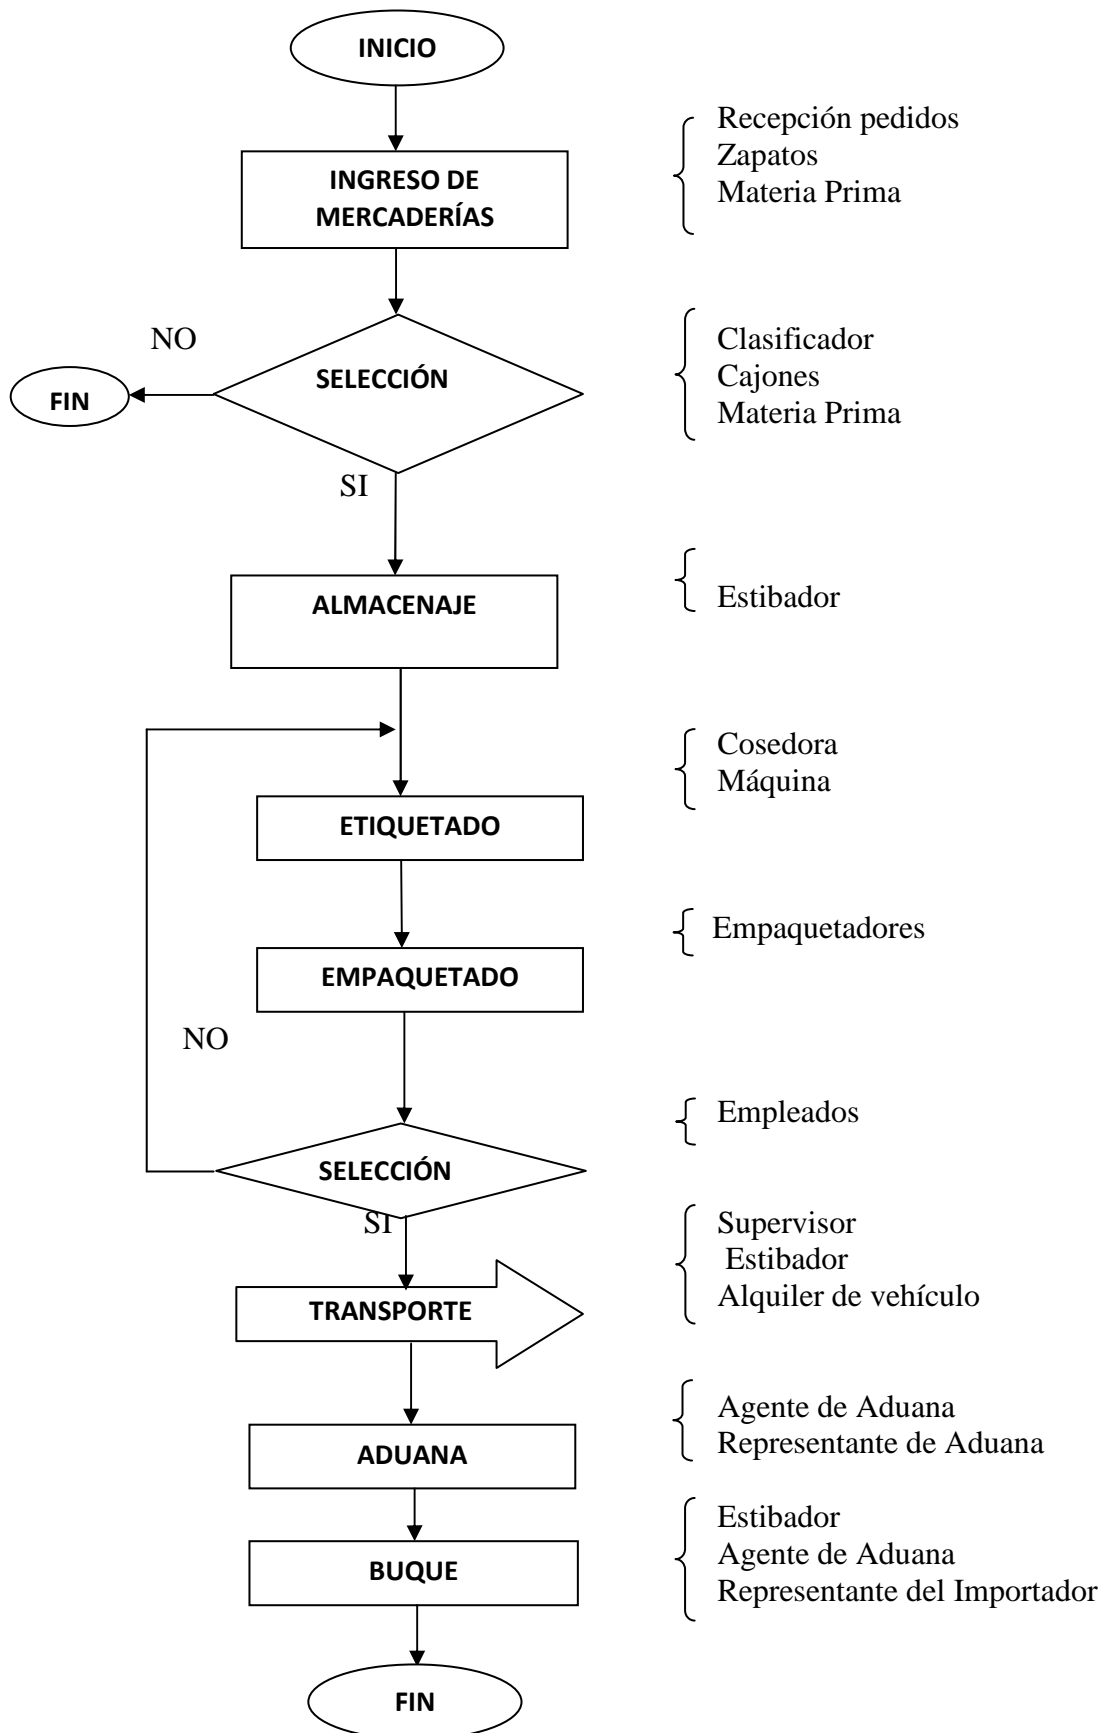 INICIO
INGRESO DE
MERCADERÍAS
Recepción pedidos
Zapatos
Materia Prima
NO
FIN
SELECCIÓN
SI
Clasificador
Cajones
Materia Prima
ALMACENAJE
Estibador
Cosedora
Máquina
ETIQUETADO
Empaquetadores
EMPAQUETADO
NO
Empleados
SELECCIÓN
SI
Supervisor
Estibador
Alquiler de vehículo
TRANSPORTE
Agente de Aduana
Representante de Aduana
ADUANA
Estibador
Agente de Aduana
Representante del Importador
BUQUE
FIN